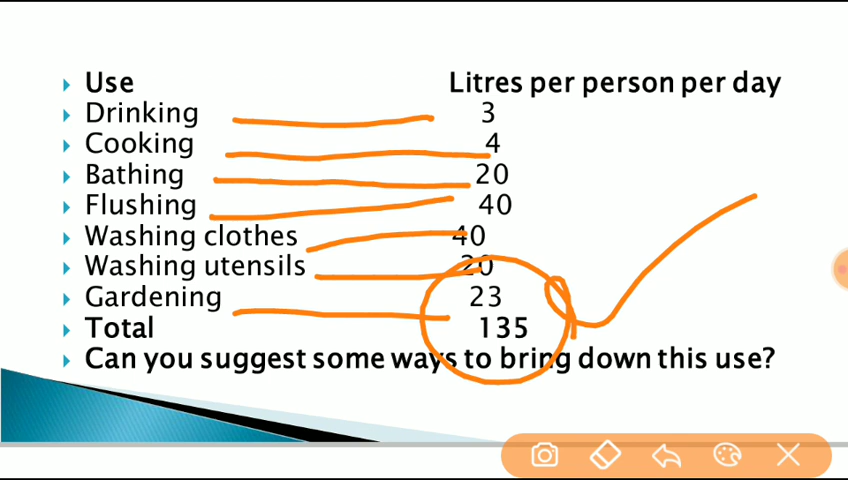 Use Litres per person per day
Drinking 3
Cooking 4
Bathing 20
Flushing 40
Washing clothes 40
Washing utensils 20
Gardening 23
Total 135
Can you suggest some ways to bring down this use?